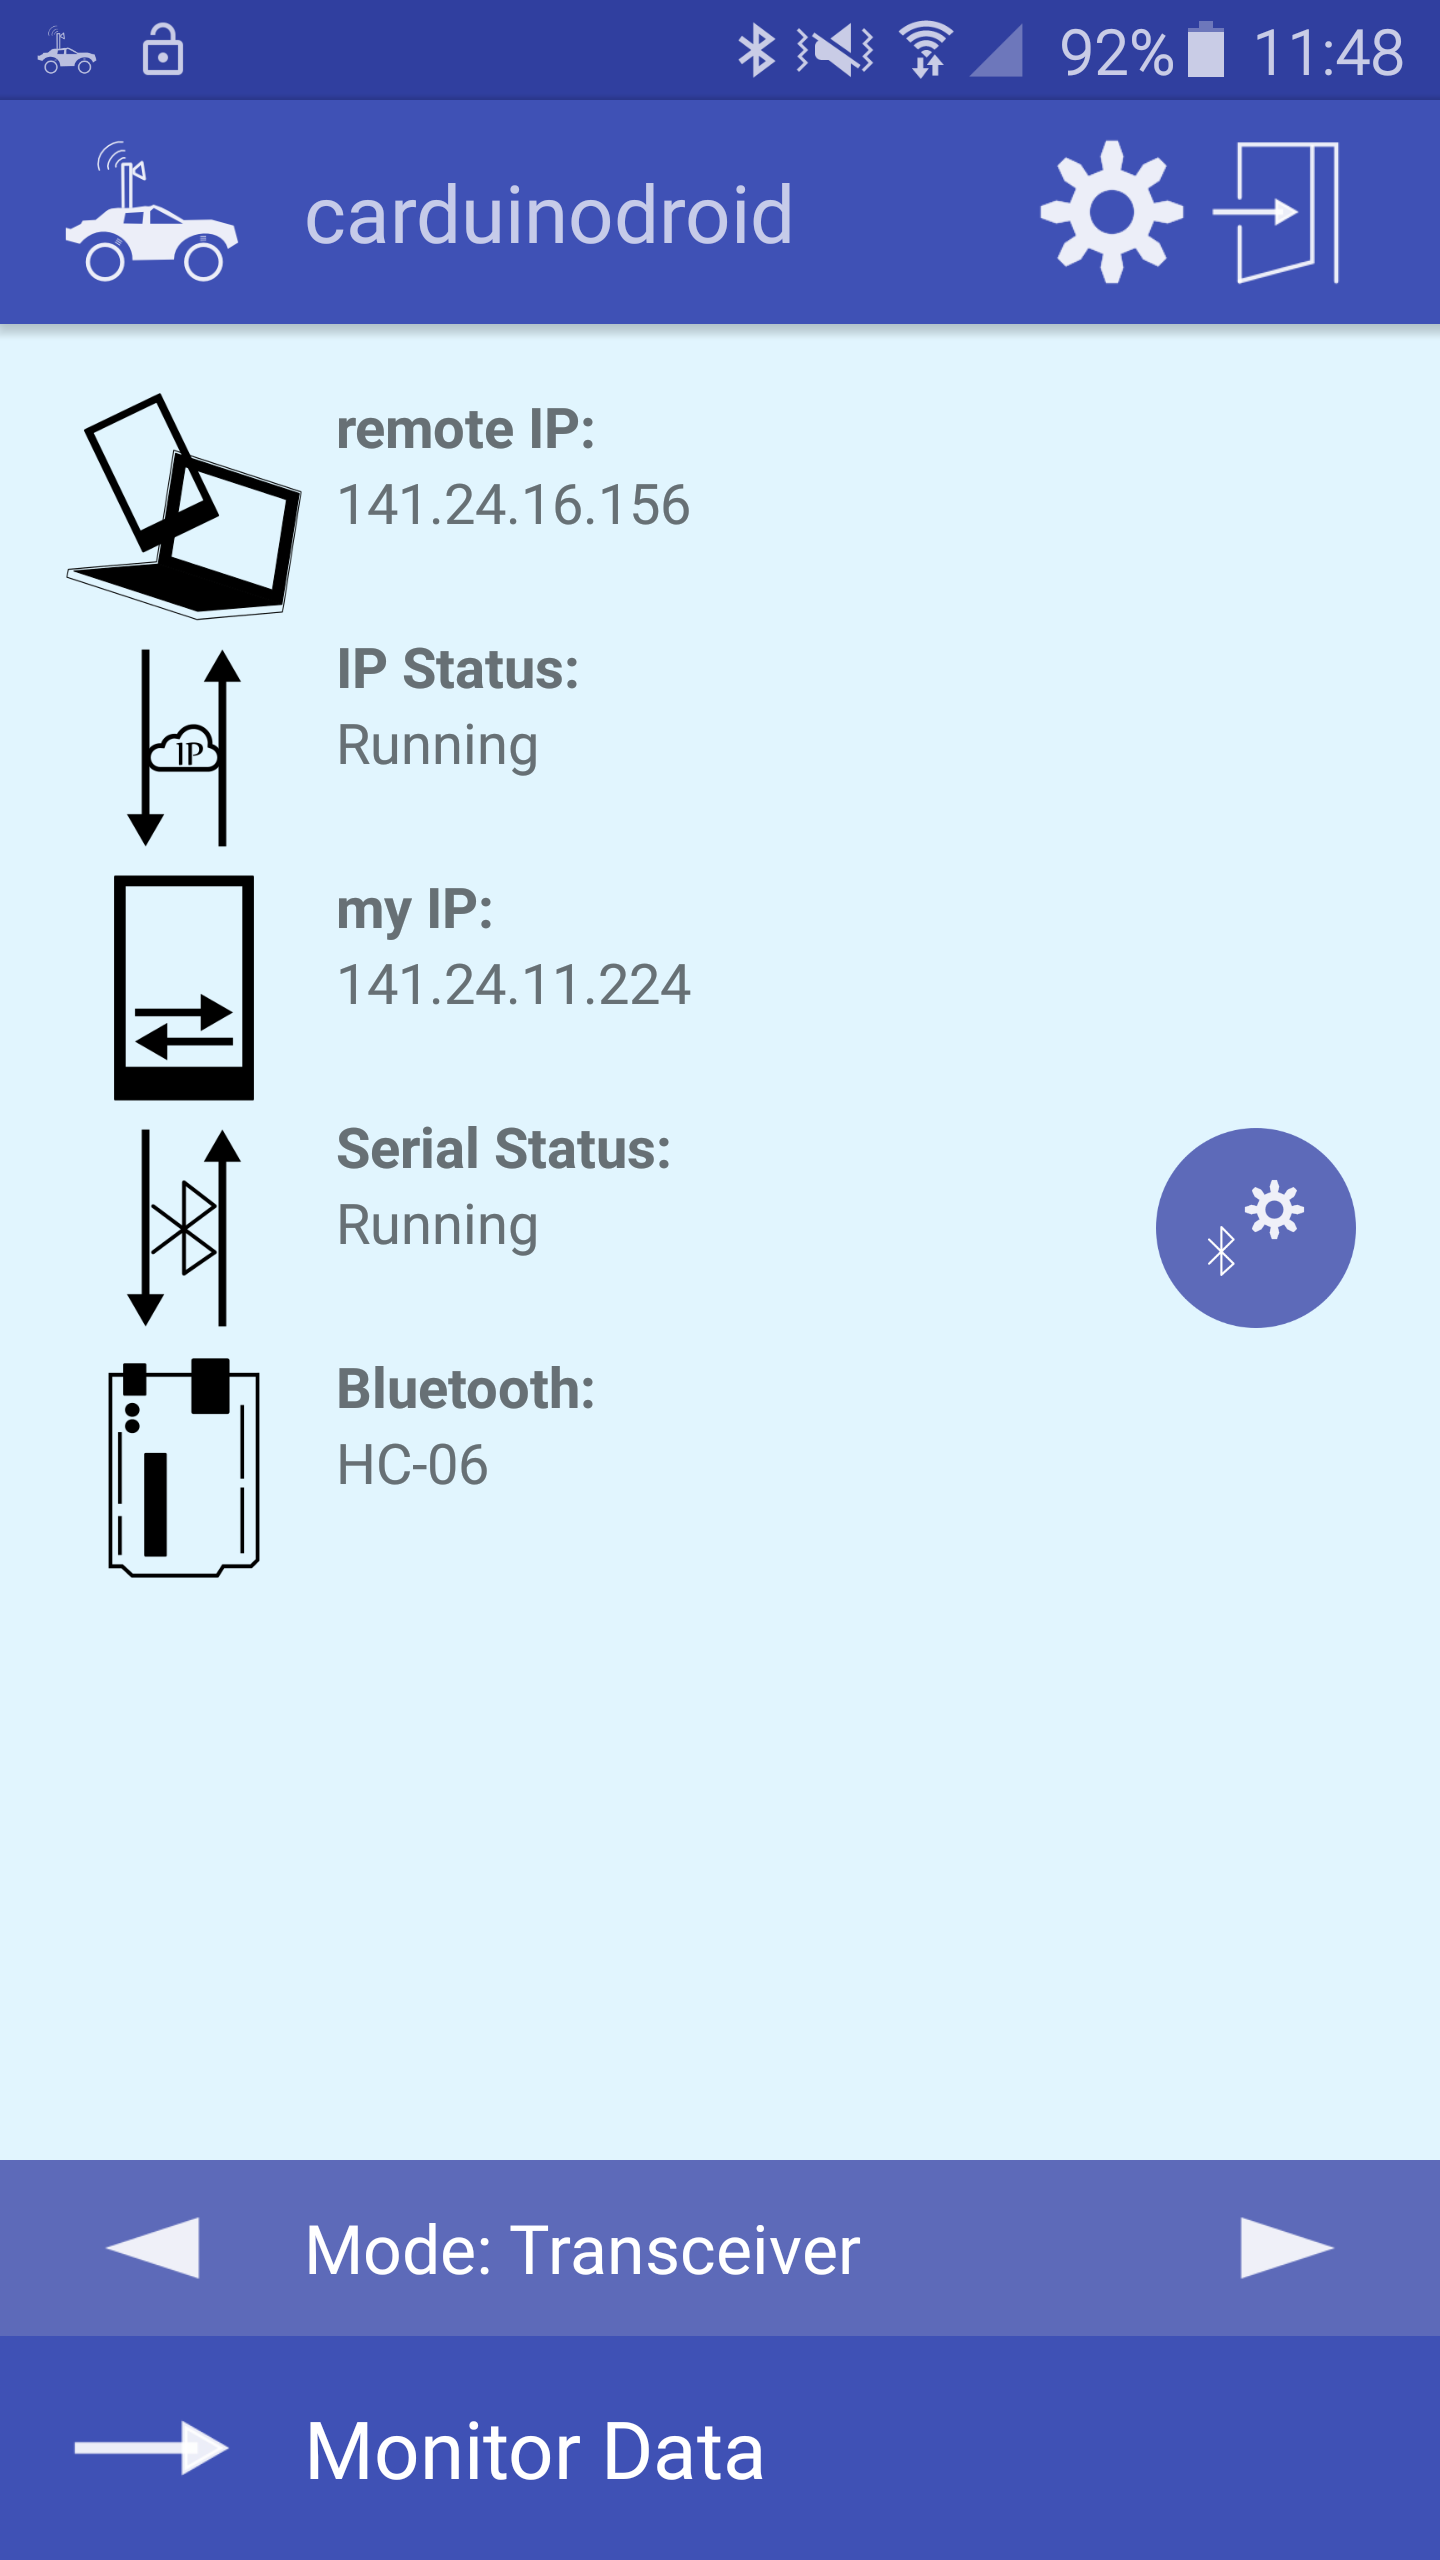 92% 11:48
carduinodroid
remote IP:
141.24.16.156
IP Status:
Running
IP
my IP:
141.24.11.224
Serial Status:
Running
Bluetooth:
HC-06
Mode: Transceiver
Monitor Data